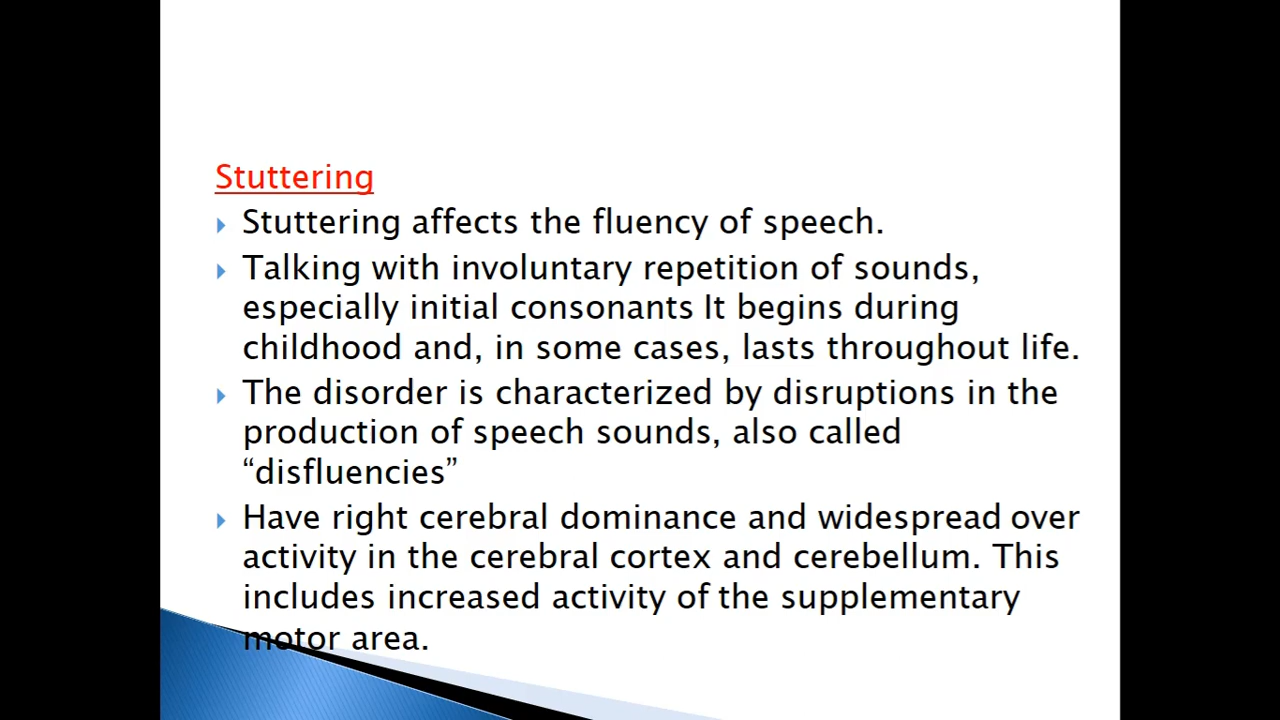 Stuttering
Stuttering affects the fluency of speech.
Talking with involuntary repetition of sounds,
especially initial consonants It begins during
childhood and, in some cases, lasts throughout life.
The disorder is characterized by disruptions in the
production of speech sounds, also called
“disfluencies”
Have right cerebral dominance and widespread over
activity in the cerebral cortex and cerebellum. This
includes increased activity of the supplementary
motor area.